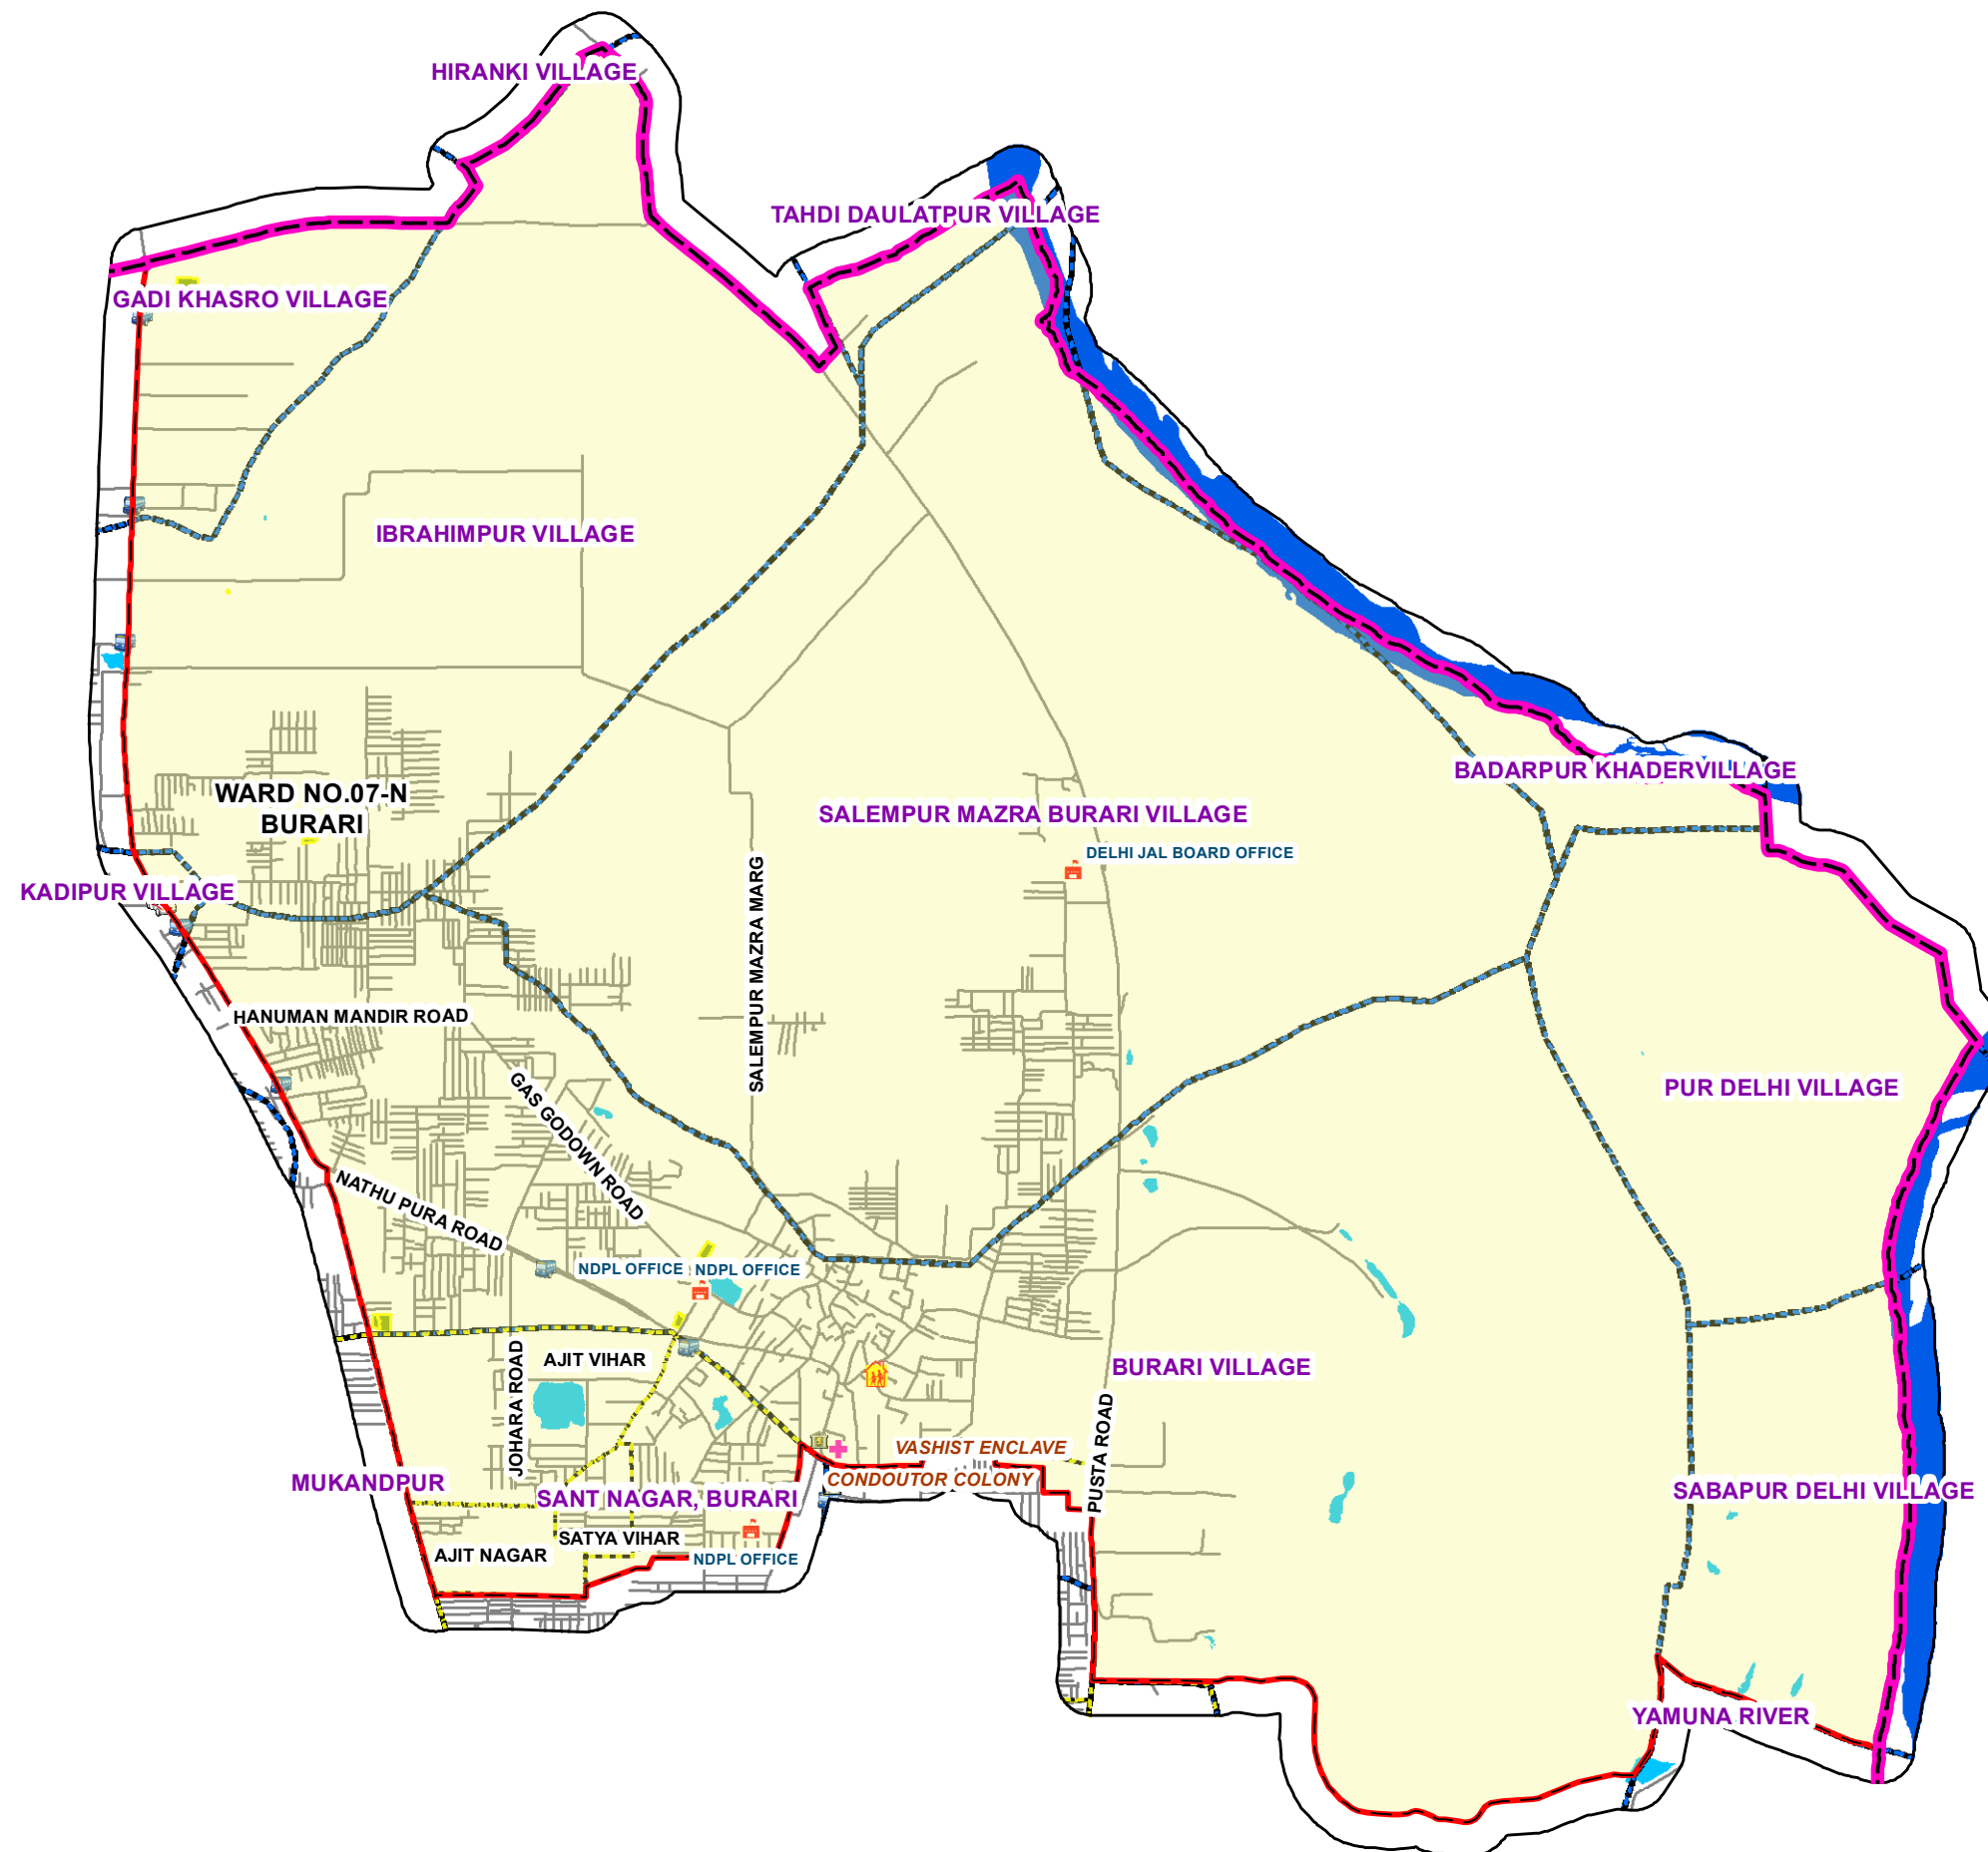 HIRANKI VILLAGE
TAHDI DAULATPUR VILLAGE
GADI KHASRO VILLAGE
IBRAHIMPUR VILLAGE
BADARPUR KHADERVILLAGE
WARD NO.07-N
BURARI
SALEMPUR MAZRA BURARI VILLAGE
DELHI JAL BOARD OFFICE
KADIPUR VILLAGE
SALEMPUR MAZRA MARG
HANUMAN MANDIR ROAD
PUR DELHI VILLAGE
GAS GODOWN ROAD
NATHU PURA ROAD
NDPL OFFICE
NDPL OFFICE
AJIT VIHAR
BURARI VILLAGE
JOHARA ROAD
PUSTA ROAD
VASHIST ENCLAVE
CONDOUTOR COLONY
MUKANDPUR
SANT NAGAR, BURARI
SABAPUR DELHI VILLAGE
SATYA VIHAR
AJIT NAGAR
NDPL OFFICE
YAMUNA RIVER